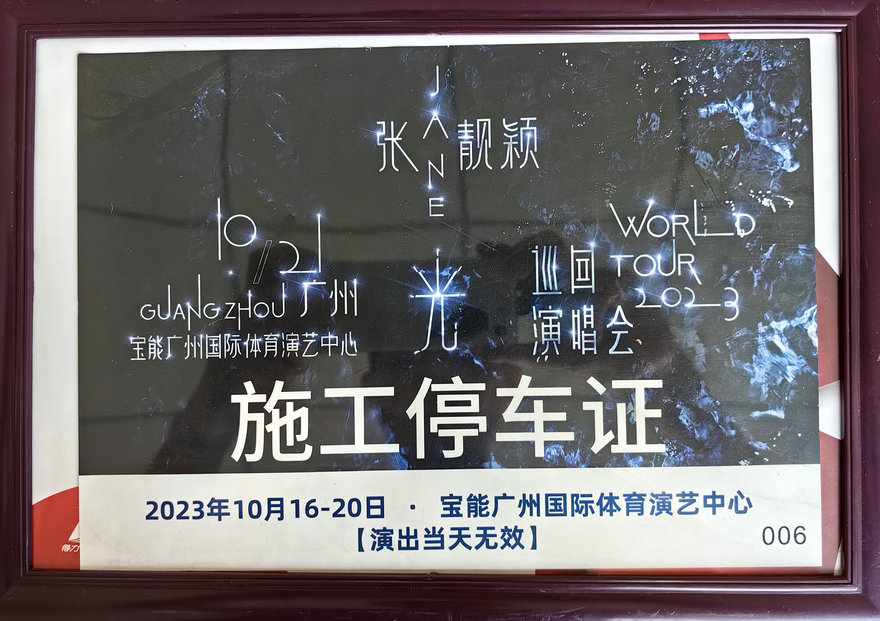 JANE
张靓颖
10/21
GUANGZHOU 广州
宝能广州国际体育演艺中心
光
巡回
演唱会
WORLD
TOUR
2023
施工停车证
2023年10月16-20日 · 宝能广州国际体育演艺中心
【演出当天无效】
006
得力